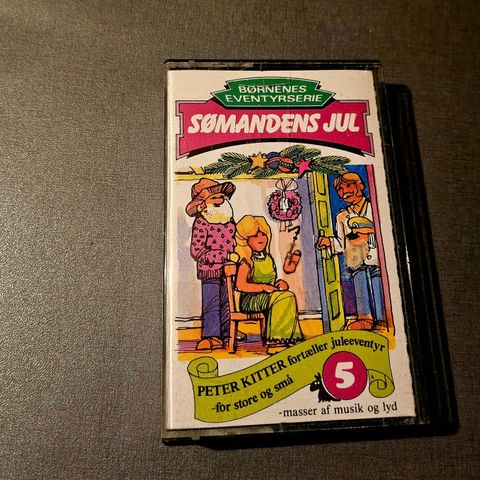 BØRNENES
EVENTYRSERIE
SØMANDENS JUL
PETER KITTER fortæller juleeventyr
-for store og små
5
-masser af musik og lyd